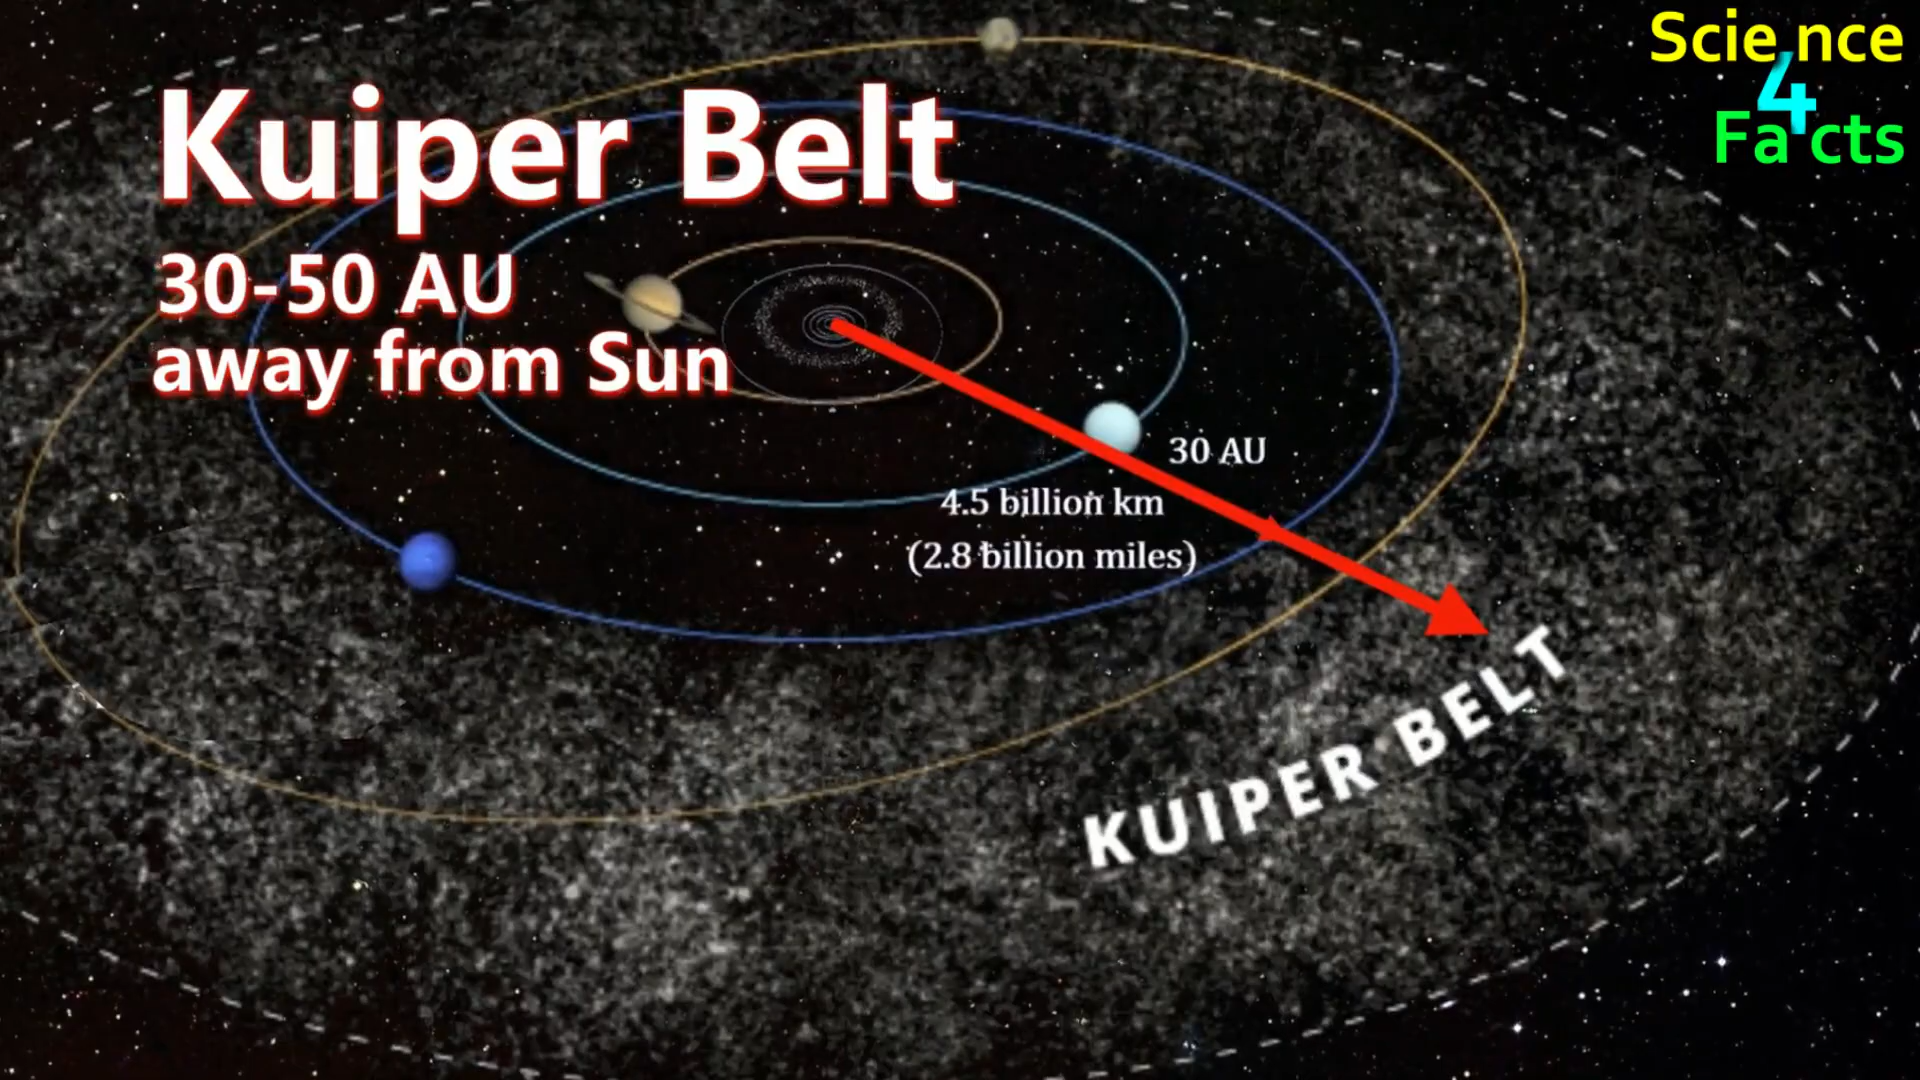 Science
4
Facts
Kuiper Belt
30-50 AU
away from Sun
30 AU
4.5 billion km
(2.8 billion miles)
KUIPER BELT